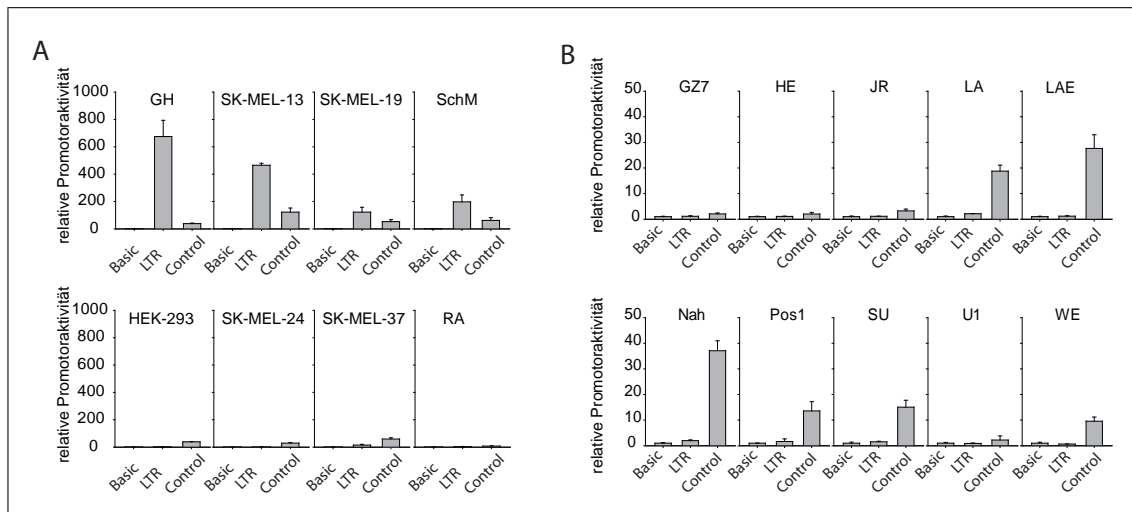 A
relative Promotoraktivität
1000
800
600
400
200
0
GH
SK-MEL-13
SK-MEL-19
SchM
Basic
LTR
Control
Basic
LTR
Control
Basic
LTR
Control
Basic
LTR
Control
relative Promotoraktivität
1000
800
600
400
200
0
HEK-293
SK-MEL-24
SK-MEL-37
RA
Basic
LTR
Control
Basic
LTR
Control
Basic
LTR
Control
Basic
LTR
Control
B
relative Promotoraktivität
50
40
30
20
10
0
GZ7
HE
JR
LA
LAE
Basic
LTR
Control
Basic
LTR
Control
Basic
LTR
Control
Basic
LTR
Control
Basic
LTR
Control
relative Promotoraktivität
50
40
30
20
10
0
Nah
Pos1
SU
U1
WE
Basic
LTR
Control
Basic
LTR
Control
Basic
LTR
Control
Basic
LTR
Control
Basic
LTR
Control